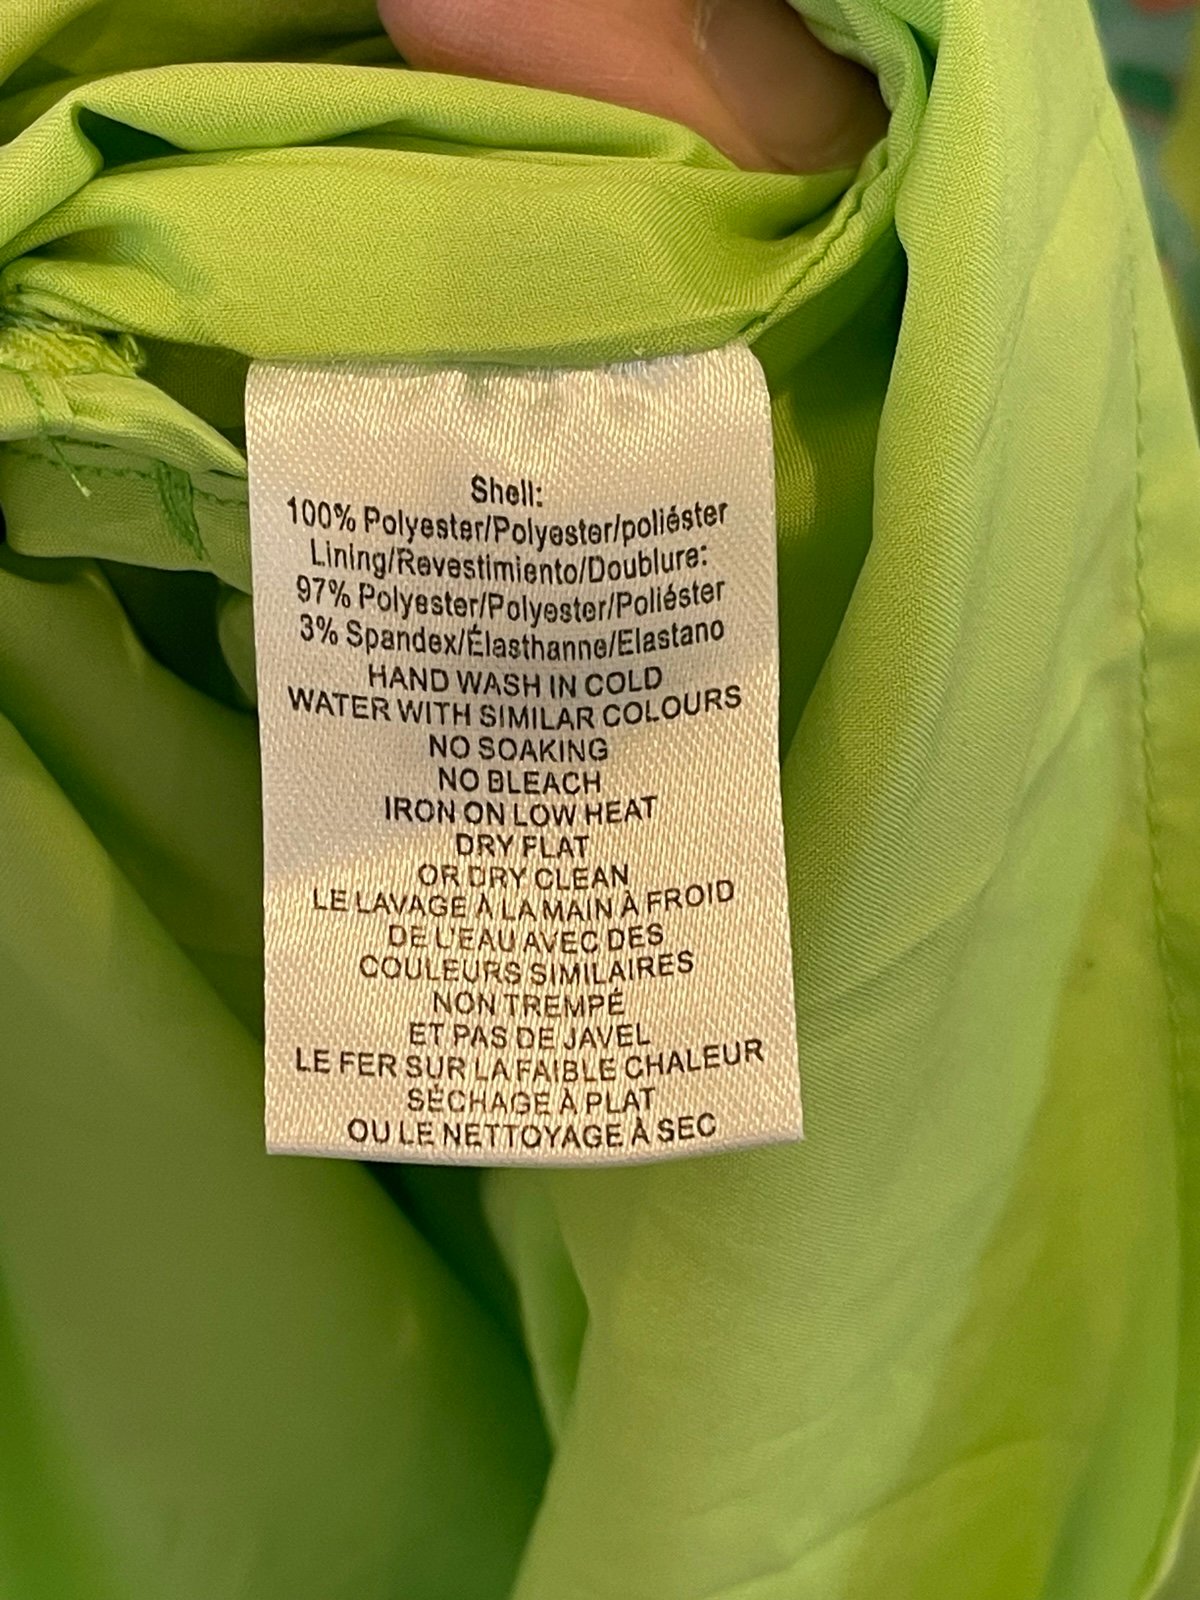 Shell:
100% Polyester/Polyester/poliéster
Lining/Revestimiento/Doublure:
97% Polyester/Polyester/Poliéster
3% Spandex/Élasthanne/Elastano
HAND WASH IN COLD
WATER WITH SIMILAR COLOURS
NO SOAKING
NO BLEACH
IRON ON LOW HEAT
DRY FLAT
OR DRY CLEAN
LE LAVAGE À LA MAIN À FROID
DE L'EAU AVEC DES
COULEURS SIMILAIRES
NON TREMPÉ
ET PAS DE JAVEL
LE FER SUR LA FAIBLE CHALEUR
SÉCHAGE À PLAT
OU LE NETTOYAGE À SEC